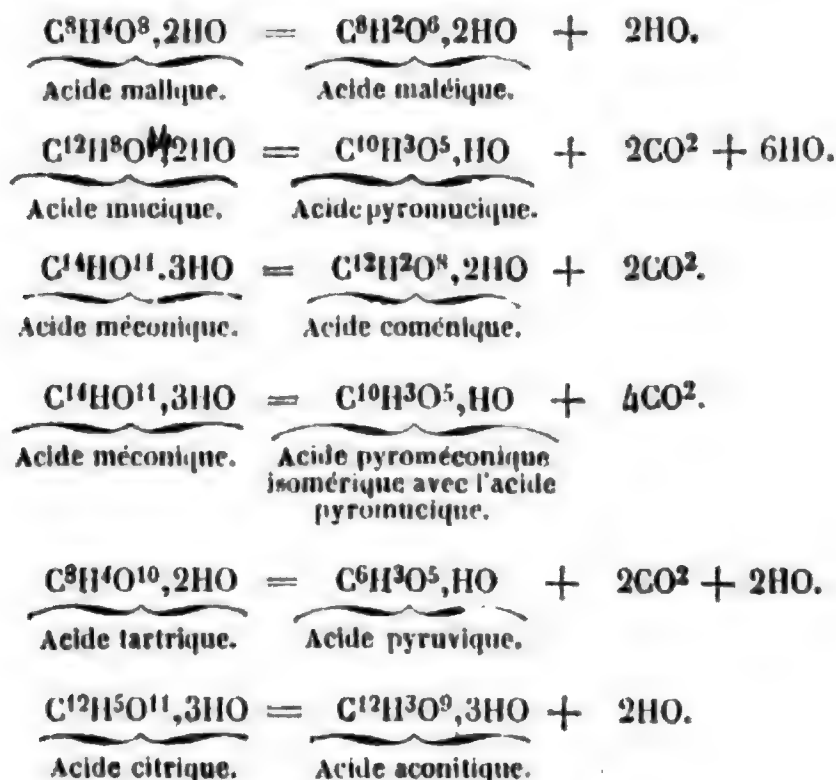 C⁸H⁴O⁸,2HO = C⁸H²O⁶,2HO + 2HO.
Acide malique. Acide maléique.
C¹²H⁸O¹⁴,2HO = C¹⁰H³O⁵,HO + 2CO² + 6HO.
Acide mucique. Acide pyromucique.
C¹⁴HO¹¹.3HO = C¹²H²O⁸,2HO + 2CO².
Acide méconique. Acide coménique.
C¹⁴HO¹¹,3HO = C¹⁰H³O⁵,HO + 4CO².
Acide méconique. Acide pyroméconique
isomérique avec l'acide
pyromucique.
C⁸H⁴O¹⁰,2HO = C⁶H³O⁵,HO + 2CO² + 2HO.
Acide tartrique. Acide pyruvique.
C¹²H⁵O¹¹,3HO = C¹²H³O⁹,3HO + 2HO.
Acide citrique. Acide aconitique.